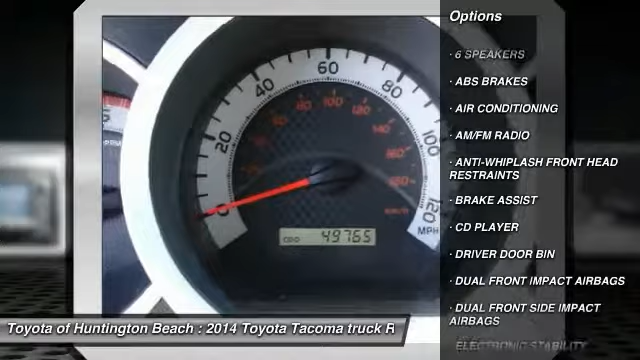 Options
· 6 SPEAKERS
· ABS BRAKES
· AIR CONDITIONING
· AM/FM RADIO
· ANTI-WHIPLASH FRONT HEAD
RESTRAINTS
· BRAKE ASSIST
· CD PLAYER
· DRIVER DOOR BIN
· DUAL FRONT IMPACT AIRBAGS
· DUAL FRONT SIDE IMPACT
AIRBAGS
ELECTRONIC STABILITY
0
20
40
60
80
100
120
MPH
80
100
120
140
160
180
km/h
ODO 49765
Toyota of Huntington Beach : 2014 Toyota Tacoma truck R